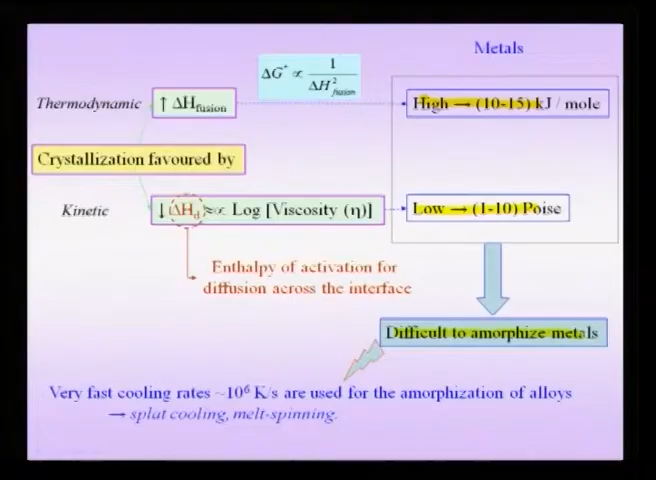 Metals
ΔG* ∝ 1 / ΔH²fusion
Thermodynamic
↑ ΔHfusion
High → (10-15) kJ / mole
Crystallization favoured by
Kinetic
↓ (ΔHd) ≈∝ Log [Viscosity (η)]
Low → (1-10) Poise
Enthalpy of activation for
diffusion across the interface
Difficult to amorphize metals
Very fast cooling rates ~10⁶ K/s are used for the amorphization of alloys
→ splat cooling, melt-spinning.